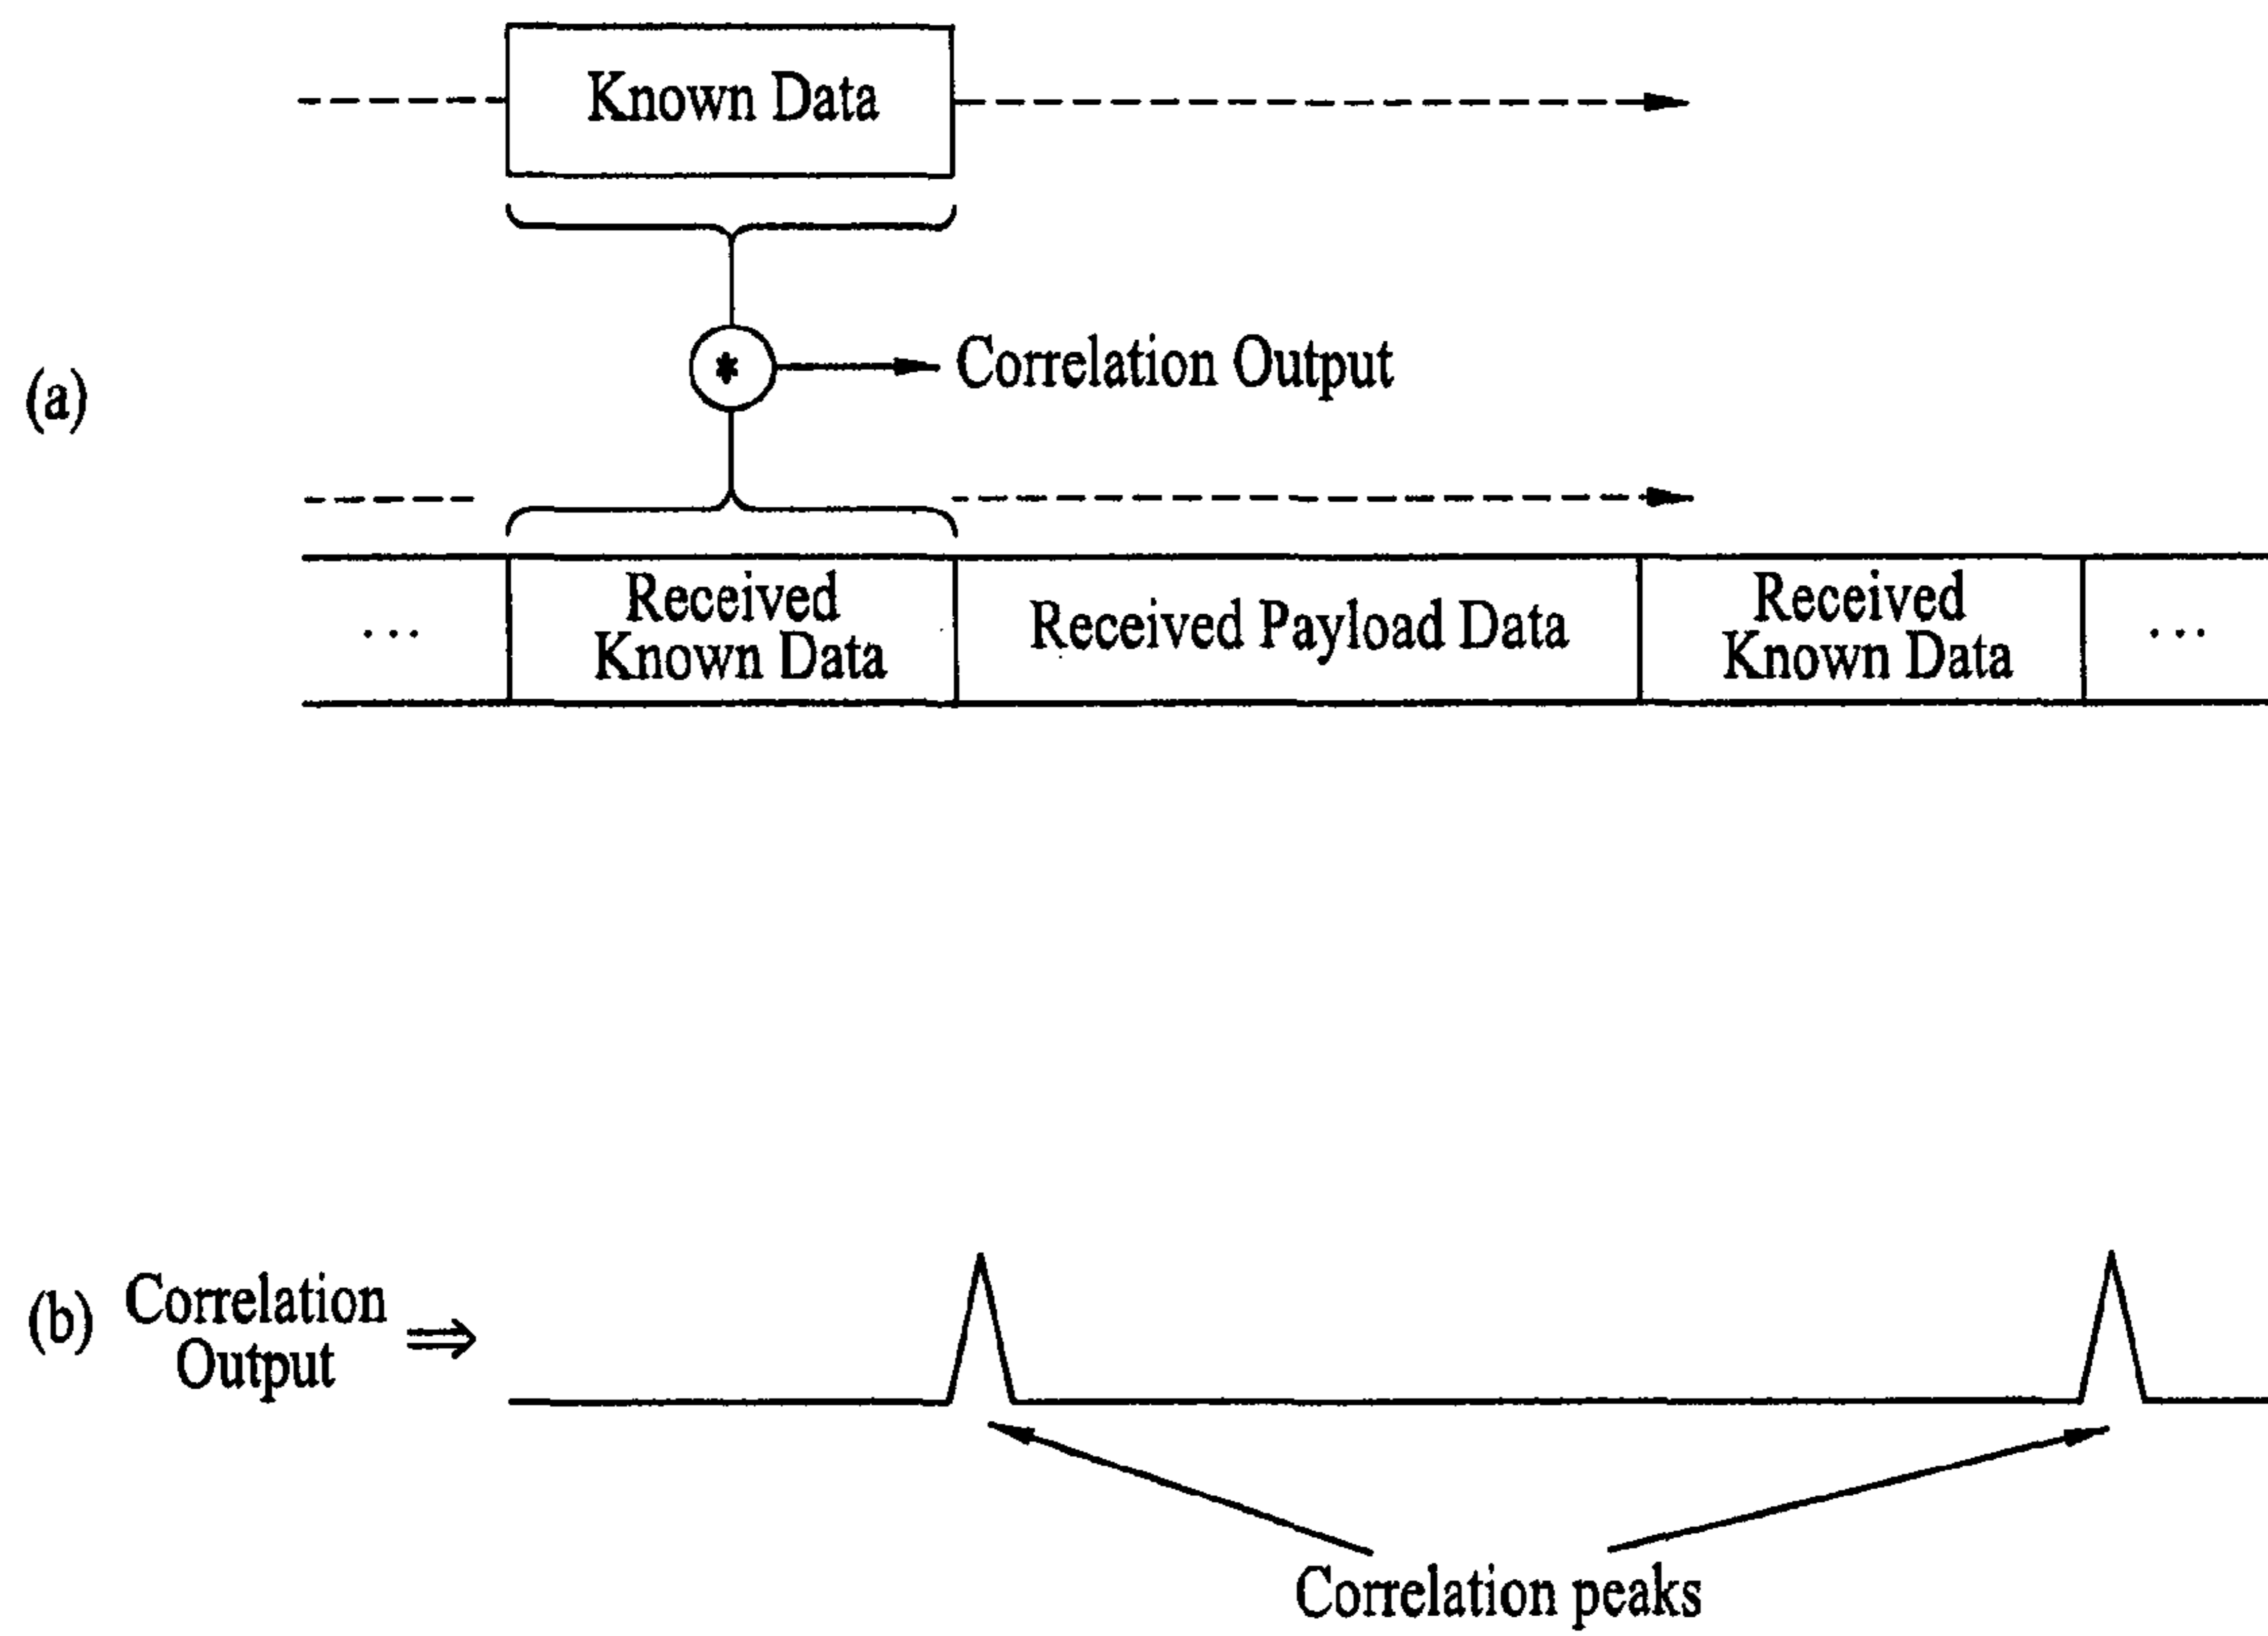 Known Data
*
Correlation Output
(a)
... 
Received
Known Data
Received Payload Data
Received
Known Data
...
(b)
Correlation
Output
⇒
Correlation peaks